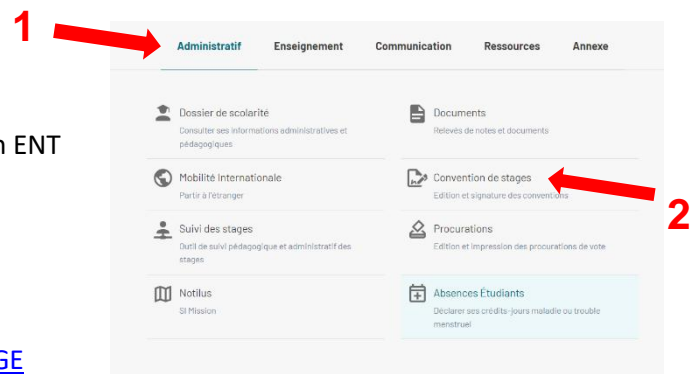 1
Administratif Enseignement Communication Ressources Annexe
Dossier de scolarité
Consulter ses informations administratives et
pédagogiques
Documents
Relevés de notes et documents
n ENT
Mobilité Internationale
Partir à l'étranger
Convention de stages
Edition et signature des conventions
2
Suivi des stages
Outil de suivi pédagogique et administratif des
stages
Procurations
Edition et impression des procurations de vote
Notilus
SI Mission
Absences Étudiants
Déclarer ses crédits-jours maladie ou trouble
menstruel
GE